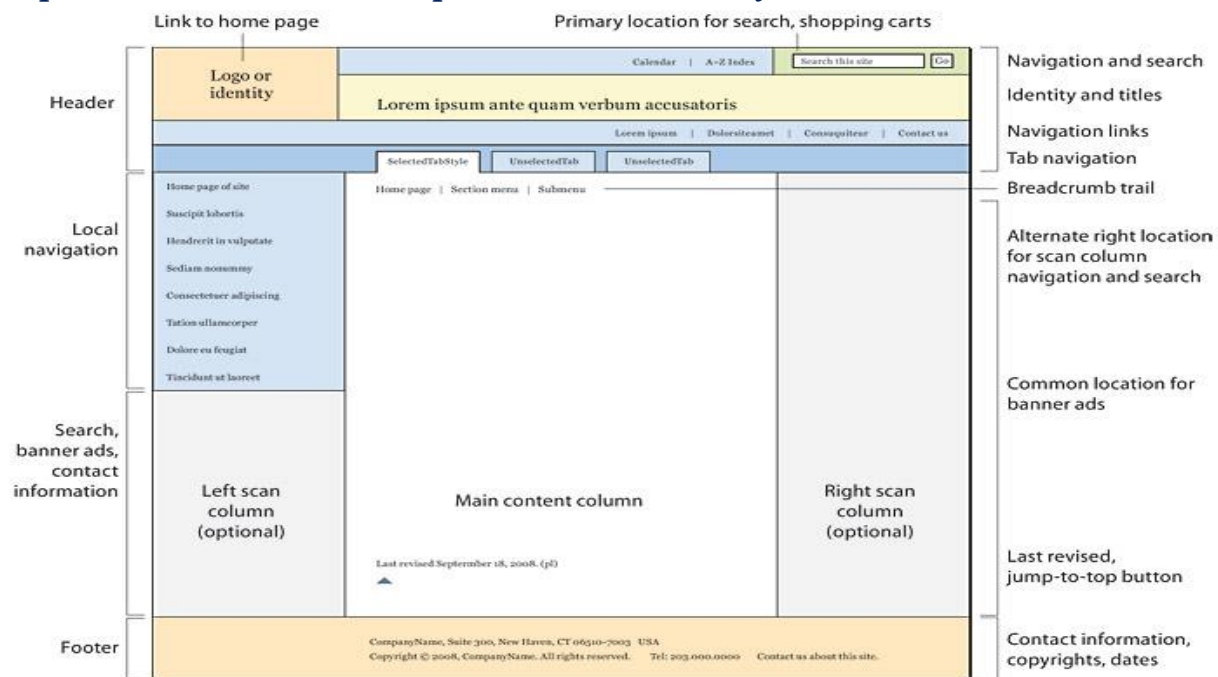 Link to home page
Primary location for search, shopping carts
Header
Logo or
identity
Calendar | A–Z Index
Search this site
Go
Lorem ipsum ante quam verbum accusatoris
Lorem ipsum | Dolorsiteamet | Consuquiteur | Contact us
SelectedTabStyle
UnselectedTab
UnselectedTab
Navigation and search
Identity and titles
Navigation links
Tab navigation
Breadcrumb trail
Home page | Section menu | Submenu
Local
navigation
Home page of site
Suscipit lobortis
Hendrerit in vulputate
Sediam nonummy
Consectetuer adipiscing
Tation ullamcorper
Dolore eu feugiat
Tincidunt ut laoreet
Alternate right location
for scan column
navigation and search
Common location for
banner ads
Search,
banner ads,
contact
information
Left scan
column
(optional)
Main content column
Right scan
column
(optional)
Last revised Septermber 18, 2008. (pl)
Last revised,
jump-to-top button
Footer
CompanyName, Suite 300, New Haven, CT 06510-7003 USA
Copyright © 2008, CompanyName. All rights reserved. Tel: 203.000.0000 Contact us about this site.
Contact information,
copyrights, dates